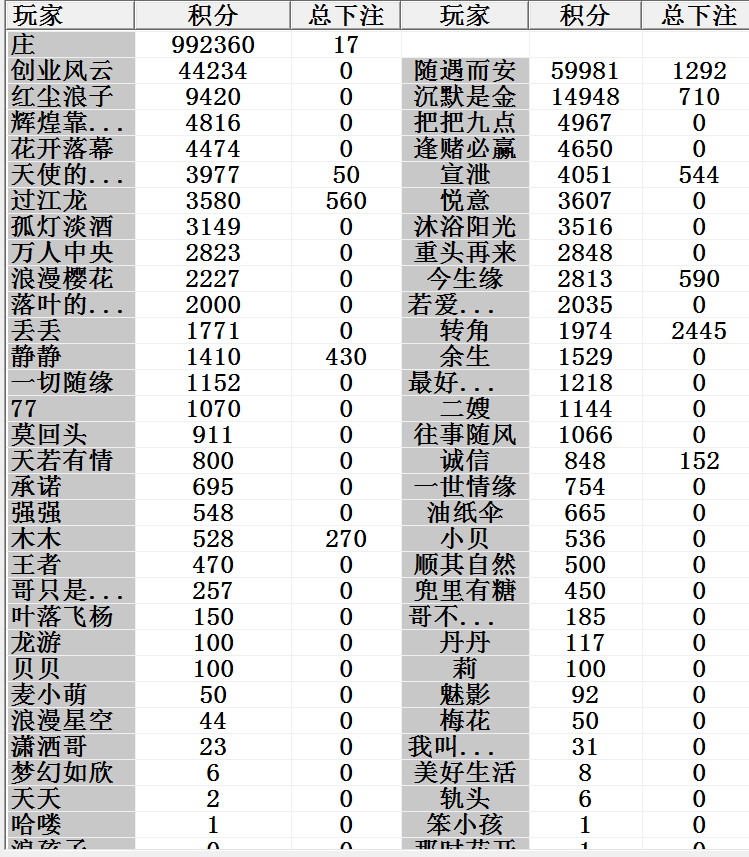 玩家 积分 总下注 玩家 积分 总下注
庄 992360 17
创业风云 44234 0 随遇而安 59981 1292
红尘浪子 9420 0 沉默是金 14948 710
辉煌靠... 4816 0 把把九点 4967 0
花开落幕 4474 0 逢赌必赢 4650 0
天使的... 3977 50 宣泄 4051 544
过江龙 3580 560 悦意 3607 0
孤灯淡酒 3149 0 沐浴阳光 3516 0
万人中央 2823 0 重头再来 2848 0
浪漫樱花 2227 0 今生缘 2813 590
落叶的... 2000 0 若爱... 2035 0
丢丢 1771 0 转角 1974 2445
静静 1410 430 余生 1529 0
一切随缘 1152 0 最好... 1218 0
77 1070 0 二嫂 1144 0
莫回头 911 0 往事随风 1066 0
天若有情 800 0 诚信 848 152
承诺 695 0 一世情缘 754 0
强强 548 0 油纸伞 665 0
木木 528 270 小贝 536 0
王者 470 0 顺其自然 500 0
哥只是... 257 0 兜里有糖 450 0
叶落飞杨 150 0 哥不... 185 0
龙游 100 0 丹丹 117 0
贝贝 100 0 莉 100 0
麦小萌 50 0 魅影 92 0
浪漫星空 44 0 梅花 50 0
潇洒哥 23 0 我叫... 31 0
梦幻如欣 6 0 美好生活 8 0
天天 2 0 轨头 6 0
哈喽 1 0 笨小孩 1 0